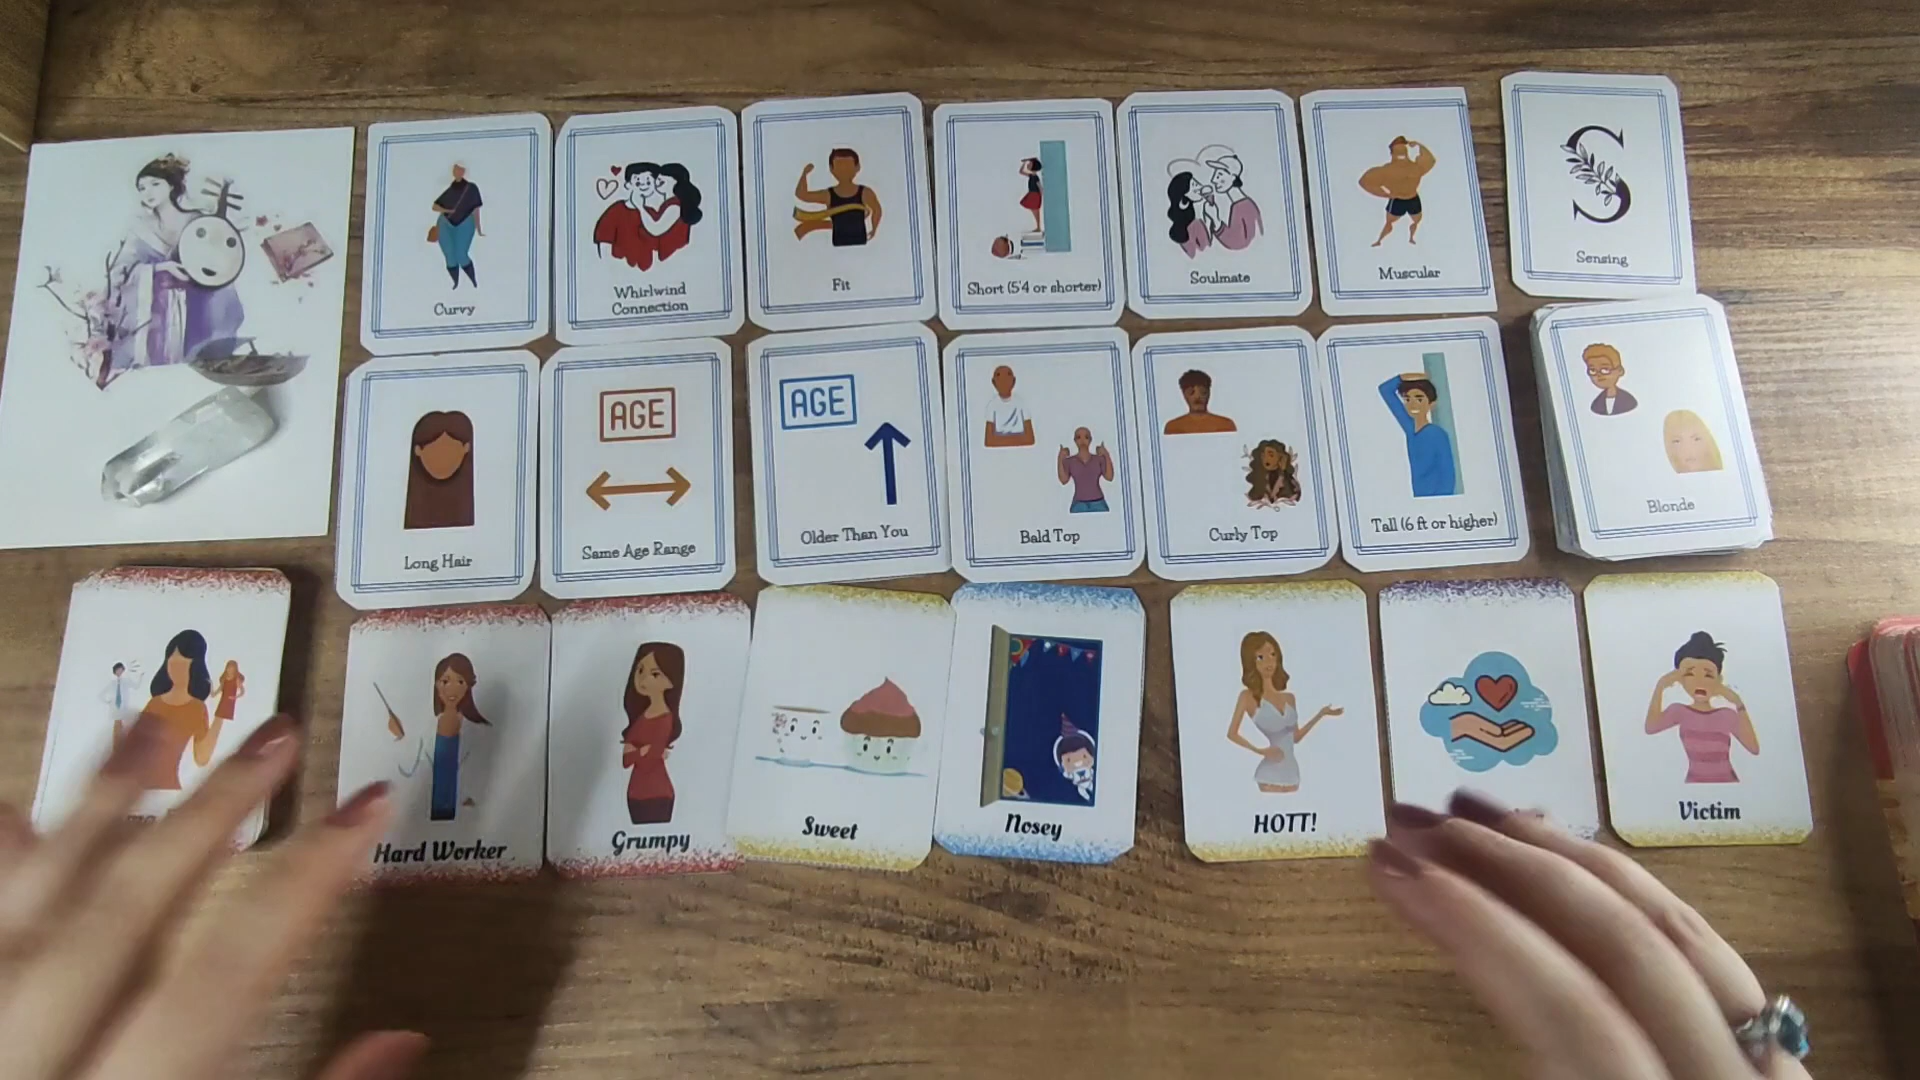 Curvy
Whirlwind
Connection
Fit
Short (5'4 or shorter)
Soulmate
Muscular
S
Sensing
Long Hair
AGE
Same Age Range
AGE
Older Than You
Bald Top
Curly Top
Tall (6 ft or higher)
Blonde
Hard Worker
Grumpy
Sweet
Nosey
HOTT!
Victim